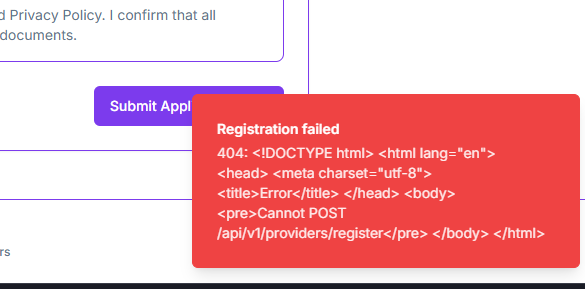 d Privacy Policy. I confirm that all
documents.
Submit Appl
Registration failed
404: <!DOCTYPE html> <html lang="en">
<head> <meta charset="utf-8">
<title>Error</title> </head> <body>
<pre>Cannot POST
/api/v1/providers/register</pre> </body> </html>
rs